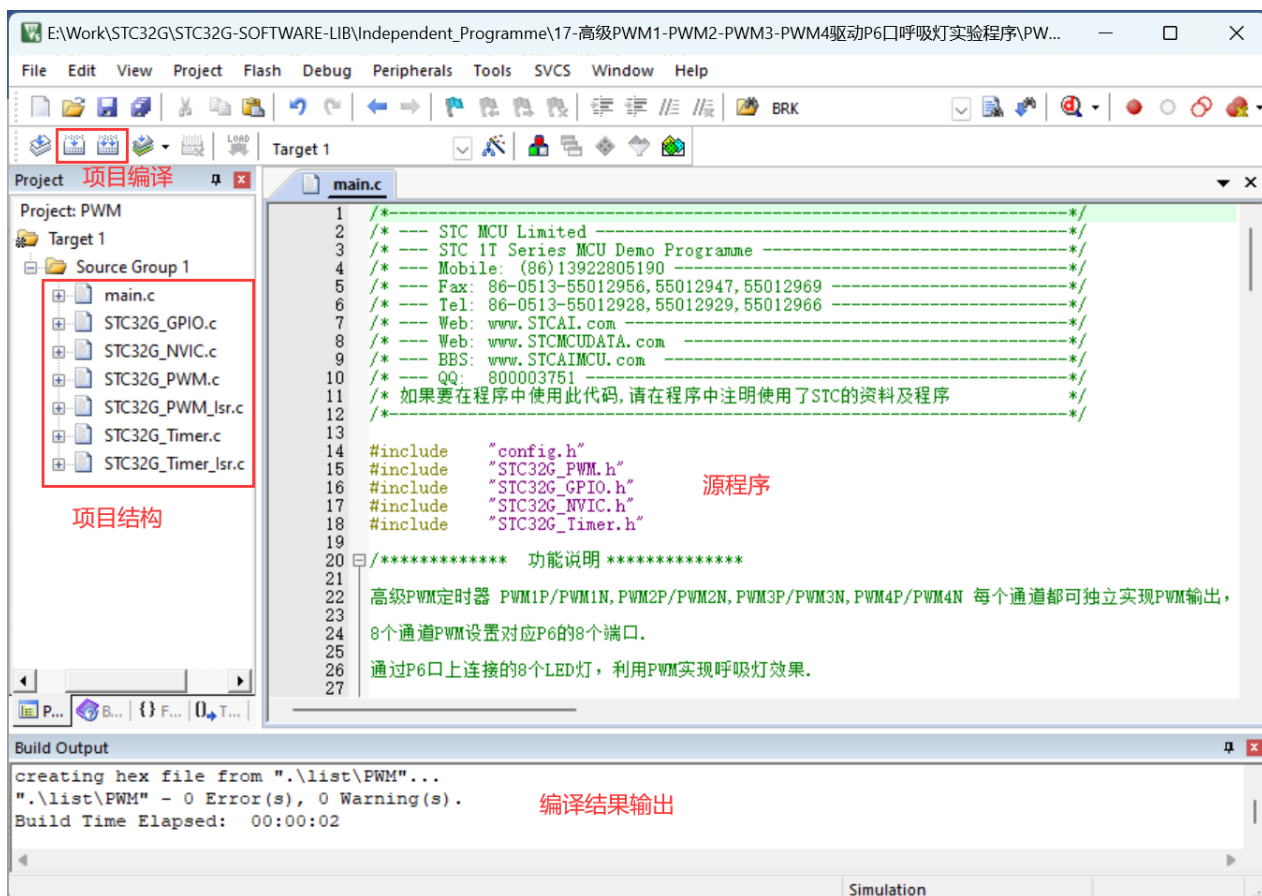 E:\Work\STC32G\STC32G-SOFTWARE-LIB\Independent_Programme\17-高级PWM1-PWM2-PWM3-PWM4驱动P6口呼吸灯实验程序\PW...
File Edit View Project Flash Debug Peripherals Tools SVCS Window Help
BRK
LOAD Target 1
Project 项目编译
main.c
Project: PWM
Target 1
Source Group 1
main.c
STC32G_GPIO.c
STC32G_NVIC.c
STC32G_PWM.c
STC32G_PWM_Isr.c
STC32G_Timer.c
STC32G_Timer_Isr.c
项目结构
P... B... {} F... T...
1 /*---------------------------------------------------------------------*/
2 /* --- STC MCU Limited ------------------------------------------------*/
3 /* --- STC 1T Series MCU Demo Programme -------------------------------*/
4 /* --- Mobile: (86)13922805190 ----------------------------------------*/
5 /* --- Fax: 86-0513-55012956,55012947,55012969 ------------------------*/
6 /* --- Tel: 86-0513-55012928,55012929,55012966 ------------------------*/
7 /* --- Web: www.STCAI.com ---------------------------------------------*/
8 /* --- Web: www.STCMCUDATA.com ---------------------------------------*/
9 /* --- BBS: www.STCAIMCU.com -----------------------------------------*/
10 /* --- QQ: 800003751 -------------------------------------------------*/
11 /* 如果要在程序中使用此代码,请在程序中注明使用了STC的资料及程序 */
12 /*---------------------------------------------------------------------*/
13
14 #include "config.h"
15 #include "STC32G_PWM.h"
16 #include "STC32G_GPIO.h"
17 #include "STC32G_NVIC.h"
18 #include "STC32G_Timer.h"
源程序
19
20 /************* 功能说明 **************
21
22 高级PWM定时器 PWM1P/PWM1N,PWM2P/PWM2N,PWM3P/PWM3N,PWM4P/PWM4N 每个通道都可独立实现PWM输出，
23
24 8个通道PWM设置对应P6的8个端口.
25
26 通过P6口上连接的8个LED灯，利用PWM实现呼吸灯效果.
27
Build Output
creating hex file from ".\list\PWM"...
".\list\PWM" - 0 Error(s), 0 Warning(s).
Build Time Elapsed: 00:00:02
编译结果输出
Simulation